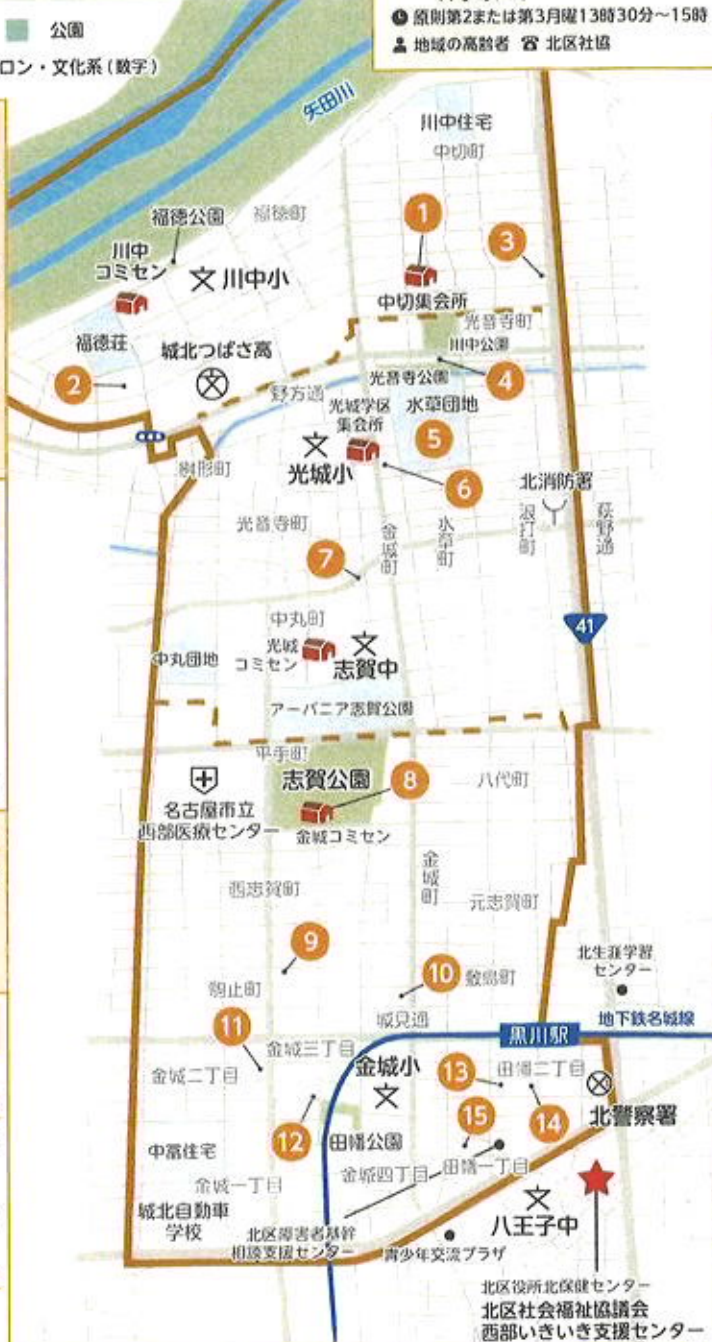 公園
ロン・文化系(数字)
原則第2または第3月曜13時30分～15時
地域の高齢者 北区社協
矢田川
川中住宅
中切町
福徳公園
福徳町
1
3
川中
コミセン
川中小
中切集会所
光音寺町
川中公園
福徳荘
城北つばさ高
2
4
光音寺公園
野方通
光城学区
集会所
水草団地
5
光城小
6
桝形町
北消防署
光音寺町
金城町
水草町
浪打町
萩野通
7
中丸町
41
光城
コミセン
志賀中
中丸団地
アーバニア志賀公園
平手町
志賀公園
8
八代町
名古屋市立
西部医療センター
金城コミセン
金城町
西志賀町
元志賀町
9
10
敷島町
北生涯学習
センター
駒止町
城見通
黒川駅
地下鉄名城線
11
金城三丁目
金城小
13
田幡二丁目
金城二丁目
14
北警察署
12
15
中冨住宅
田幡公園
金城四丁目
田幡一丁目
金城一丁目
城北自動車
学校
八王子中
北区障害者基幹
相談支援センター
青少年交流プラザ
北区役所北保健センター
北区社会福祉協議会
西部いきいき支援センター